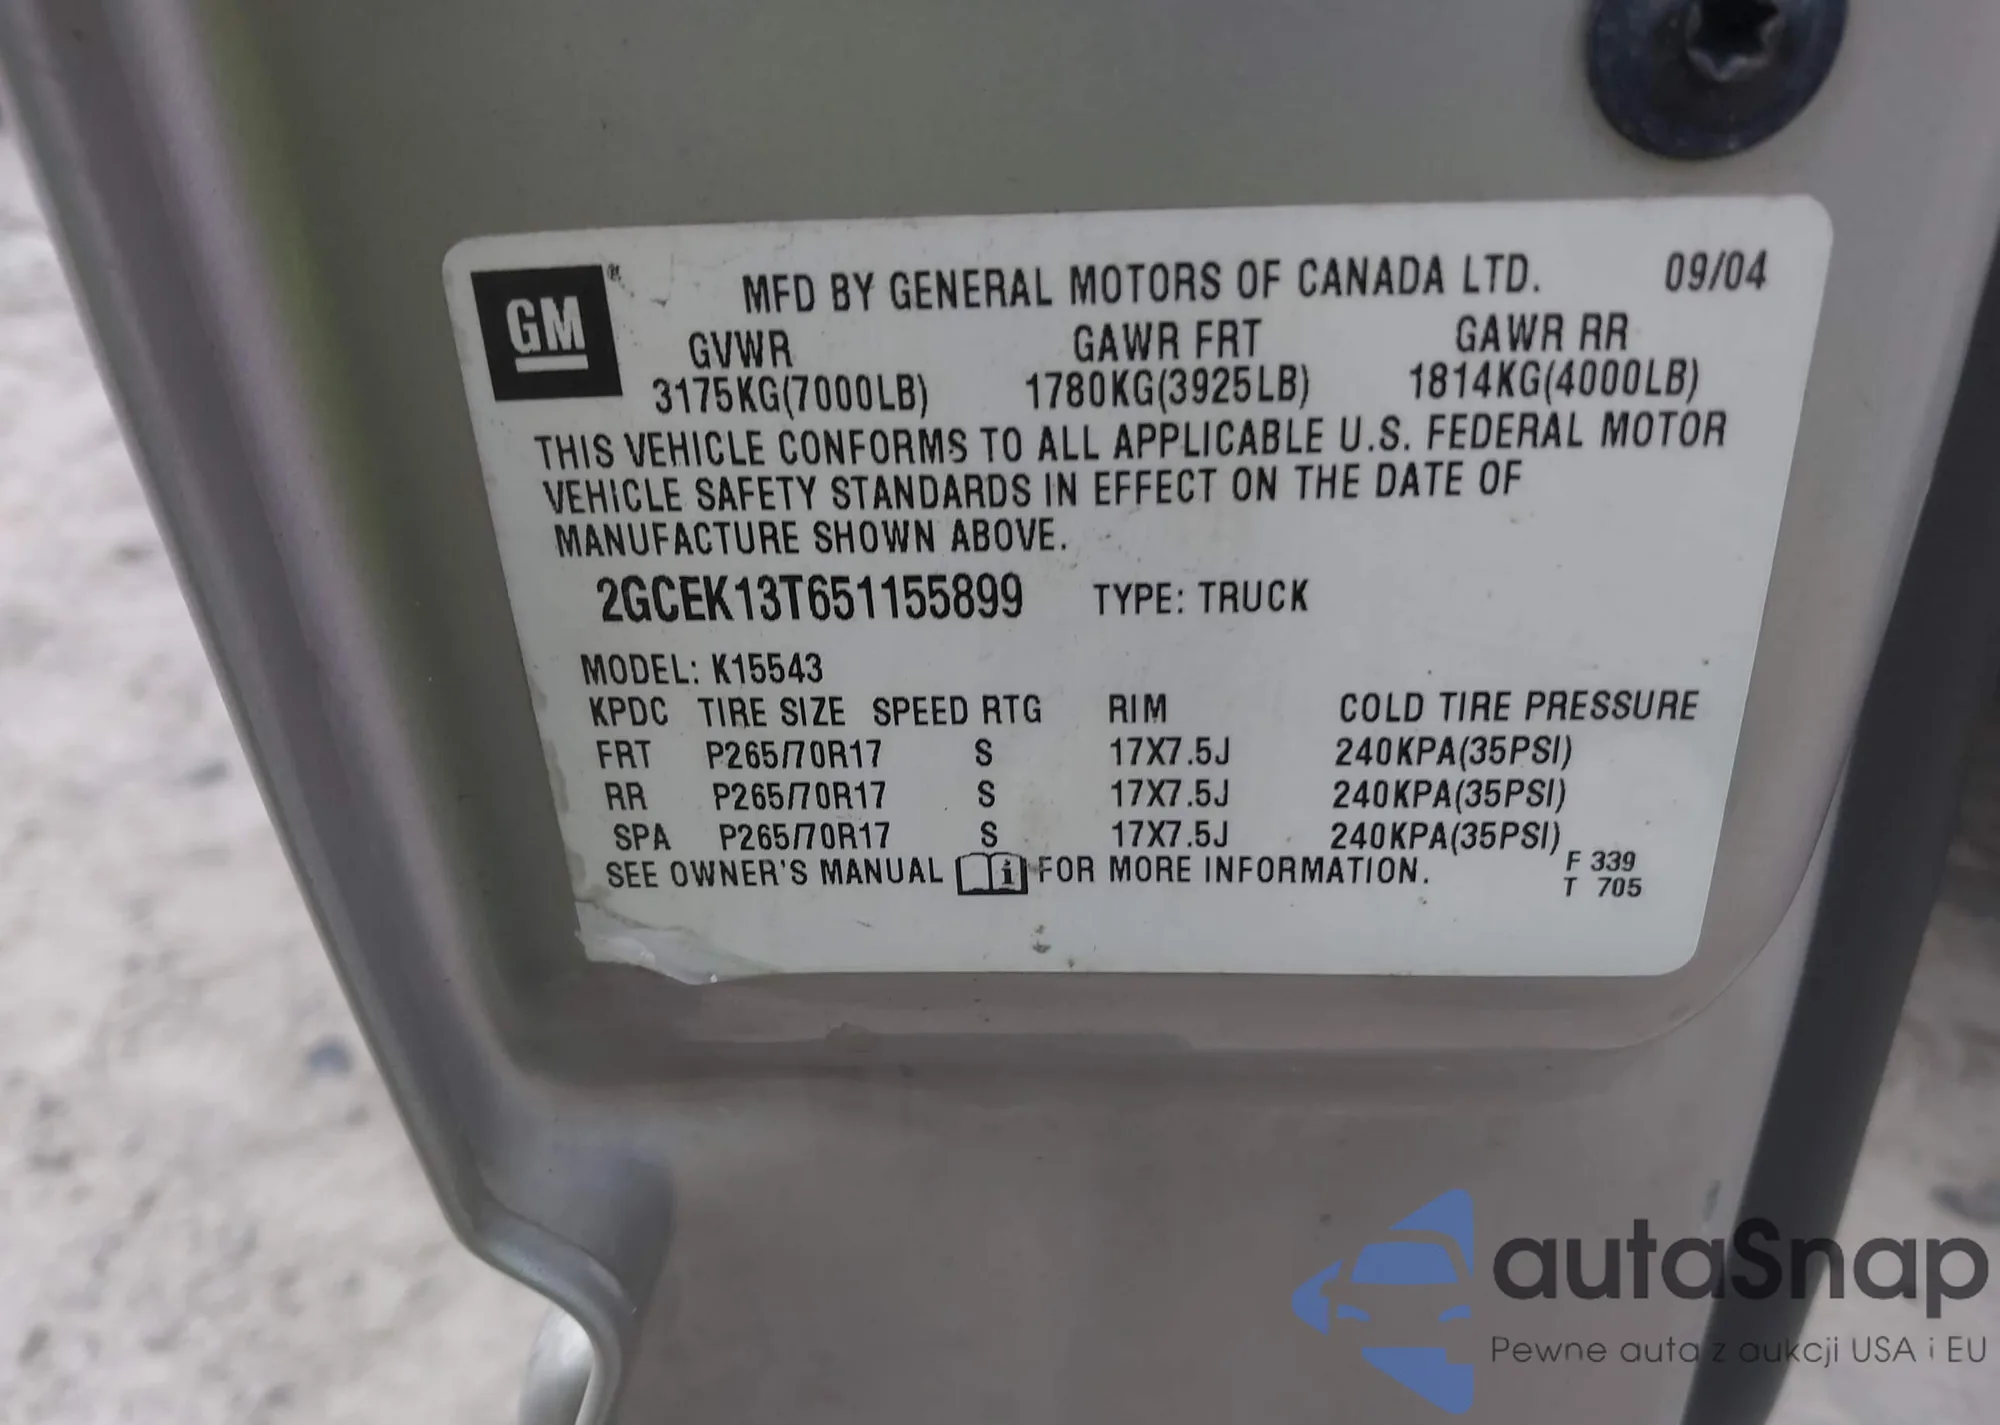 GM ®
MFD BY GENERAL MOTORS OF CANADA LTD. 09/04
GVWR GAWR FRT GAWR RR
3175KG(7000LB) 1780KG(3925LB) 1814KG(4000LB)
THIS VEHICLE CONFORMS TO ALL APPLICABLE U.S. FEDERAL MOTOR
VEHICLE SAFETY STANDARDS IN EFFECT ON THE DATE OF
MANUFACTURE SHOWN ABOVE.
2GCEK13T651155899 TYPE: TRUCK
MODEL: K15543
KPDC TIRE SIZE SPEED RTG RIM COLD TIRE PRESSURE
FRT P265/70R17 S 17X7.5J 240KPA(35PSI)
RR P265/70R17 S 17X7.5J 240KPA(35PSI)
SPA P265/70R17 S 17X7.5J 240KPA(35PSI)
SEE OWNER'S MANUAL i FOR MORE INFORMATION.
F 339
T 705
autaSnap
Pewne auta z aukcji USA i EU